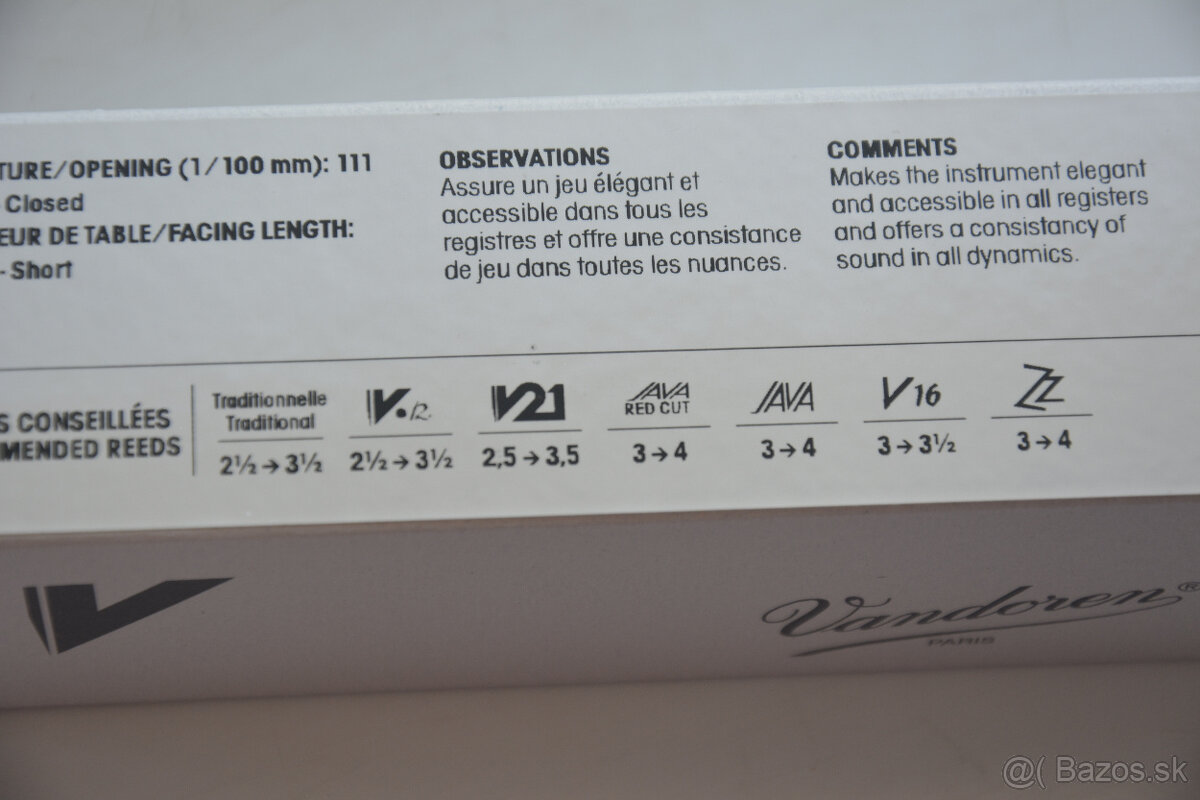 TURE/OPENING (1/100 mm): 111
- Closed
EUR DE TABLE/FACING LENGTH:
- Short
OBSERVATIONS
Assure un jeu élégant et
accessible dans tous les
registres et offre une consistance
de jeu dans toutes les nuances.
COMMENTS
Makes the instrument elegant
and accessible in all registers
and offers a consistancy of
sound in all dynamics.
S CONSEILLÉES
MENDED REEDS
Traditionnelle
Traditional
2½→3½
V•R.
2½→3½
V21
2,5→3,5
JAVA
RED CUT
3→4
JAVA
3→4
V16
3→3½
ZZ
3→4
V
Vandoren®
PARIS
@( Bazos.sk